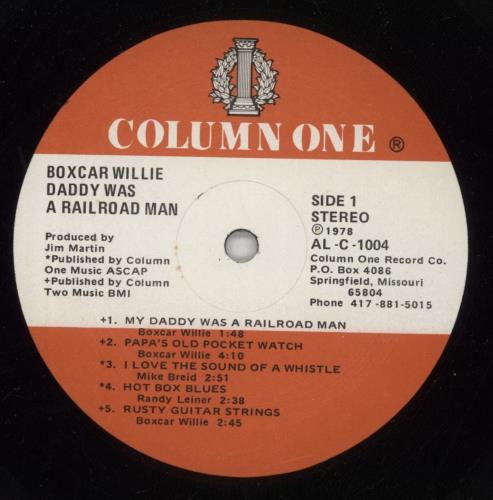 COLUMN ONE ®
BOXCAR WILLIE
DADDY WAS
A RAILROAD MAN
Produced by
Jim Martin
*Published by Column
One Music ASCAP
+Published by Column
Two Music BMI
SIDE 1
STEREO
℗ 1978
AL -C -1004
Column One Record Co.
P.O. Box 4086
Springfield, Missouri
65804
Phone 417 -881-5015
+1. MY DADDY WAS A RAILROAD MAN
Boxcar Willie 1:48
+2. PAPA'S OLD POCKET WATCH
Boxcar Willie 4:10
*3. I LOVE THE SOUND OF A WHISTLE
Mike Breid 2:51
*4. HOT BOX BLUES
Randy Leiner 2:38
+5. RUSTY GUITAR STRINGS
Boxcar Willie 2:45